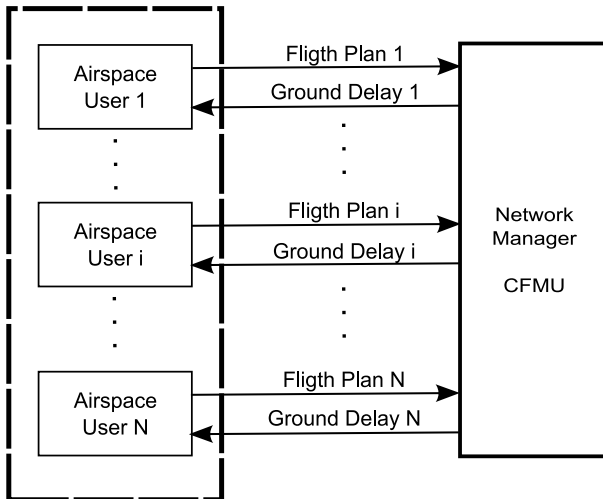 Airspace
User 1
Fligth Plan 1
Ground Delay 1
Airspace
User i
Fligth Plan i
Ground Delay i
Network
Manager
CFMU
Airspace
User N
Fligth Plan N
Ground Delay N